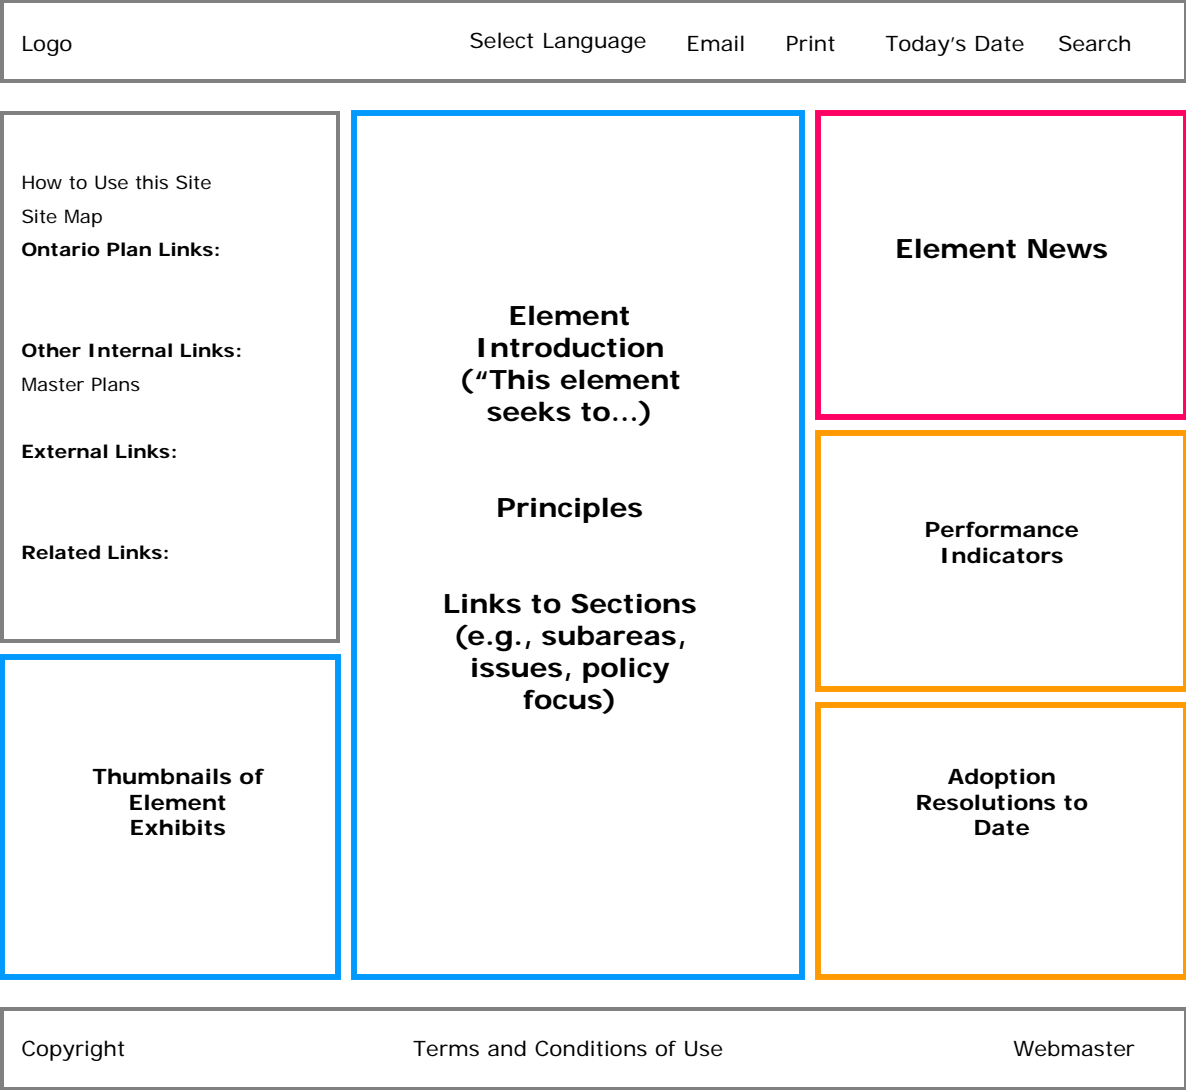 Logo
Select Language
Email
Print
Today's Date
Search
How to Use this Site
Site Map
Ontario Plan Links:
Other Internal Links:
Master Plans
External Links:
Related Links:
Thumbnails of
Element
Exhibits
Element
Introduction
(“This element
seeks to…)
Principles
Links to Sections
(e.g., subareas,
issues, policy
focus)
Element News
Performance
Indicators
Adoption
Resolutions to
Date
Copyright
Terms and Conditions of Use
Webmaster